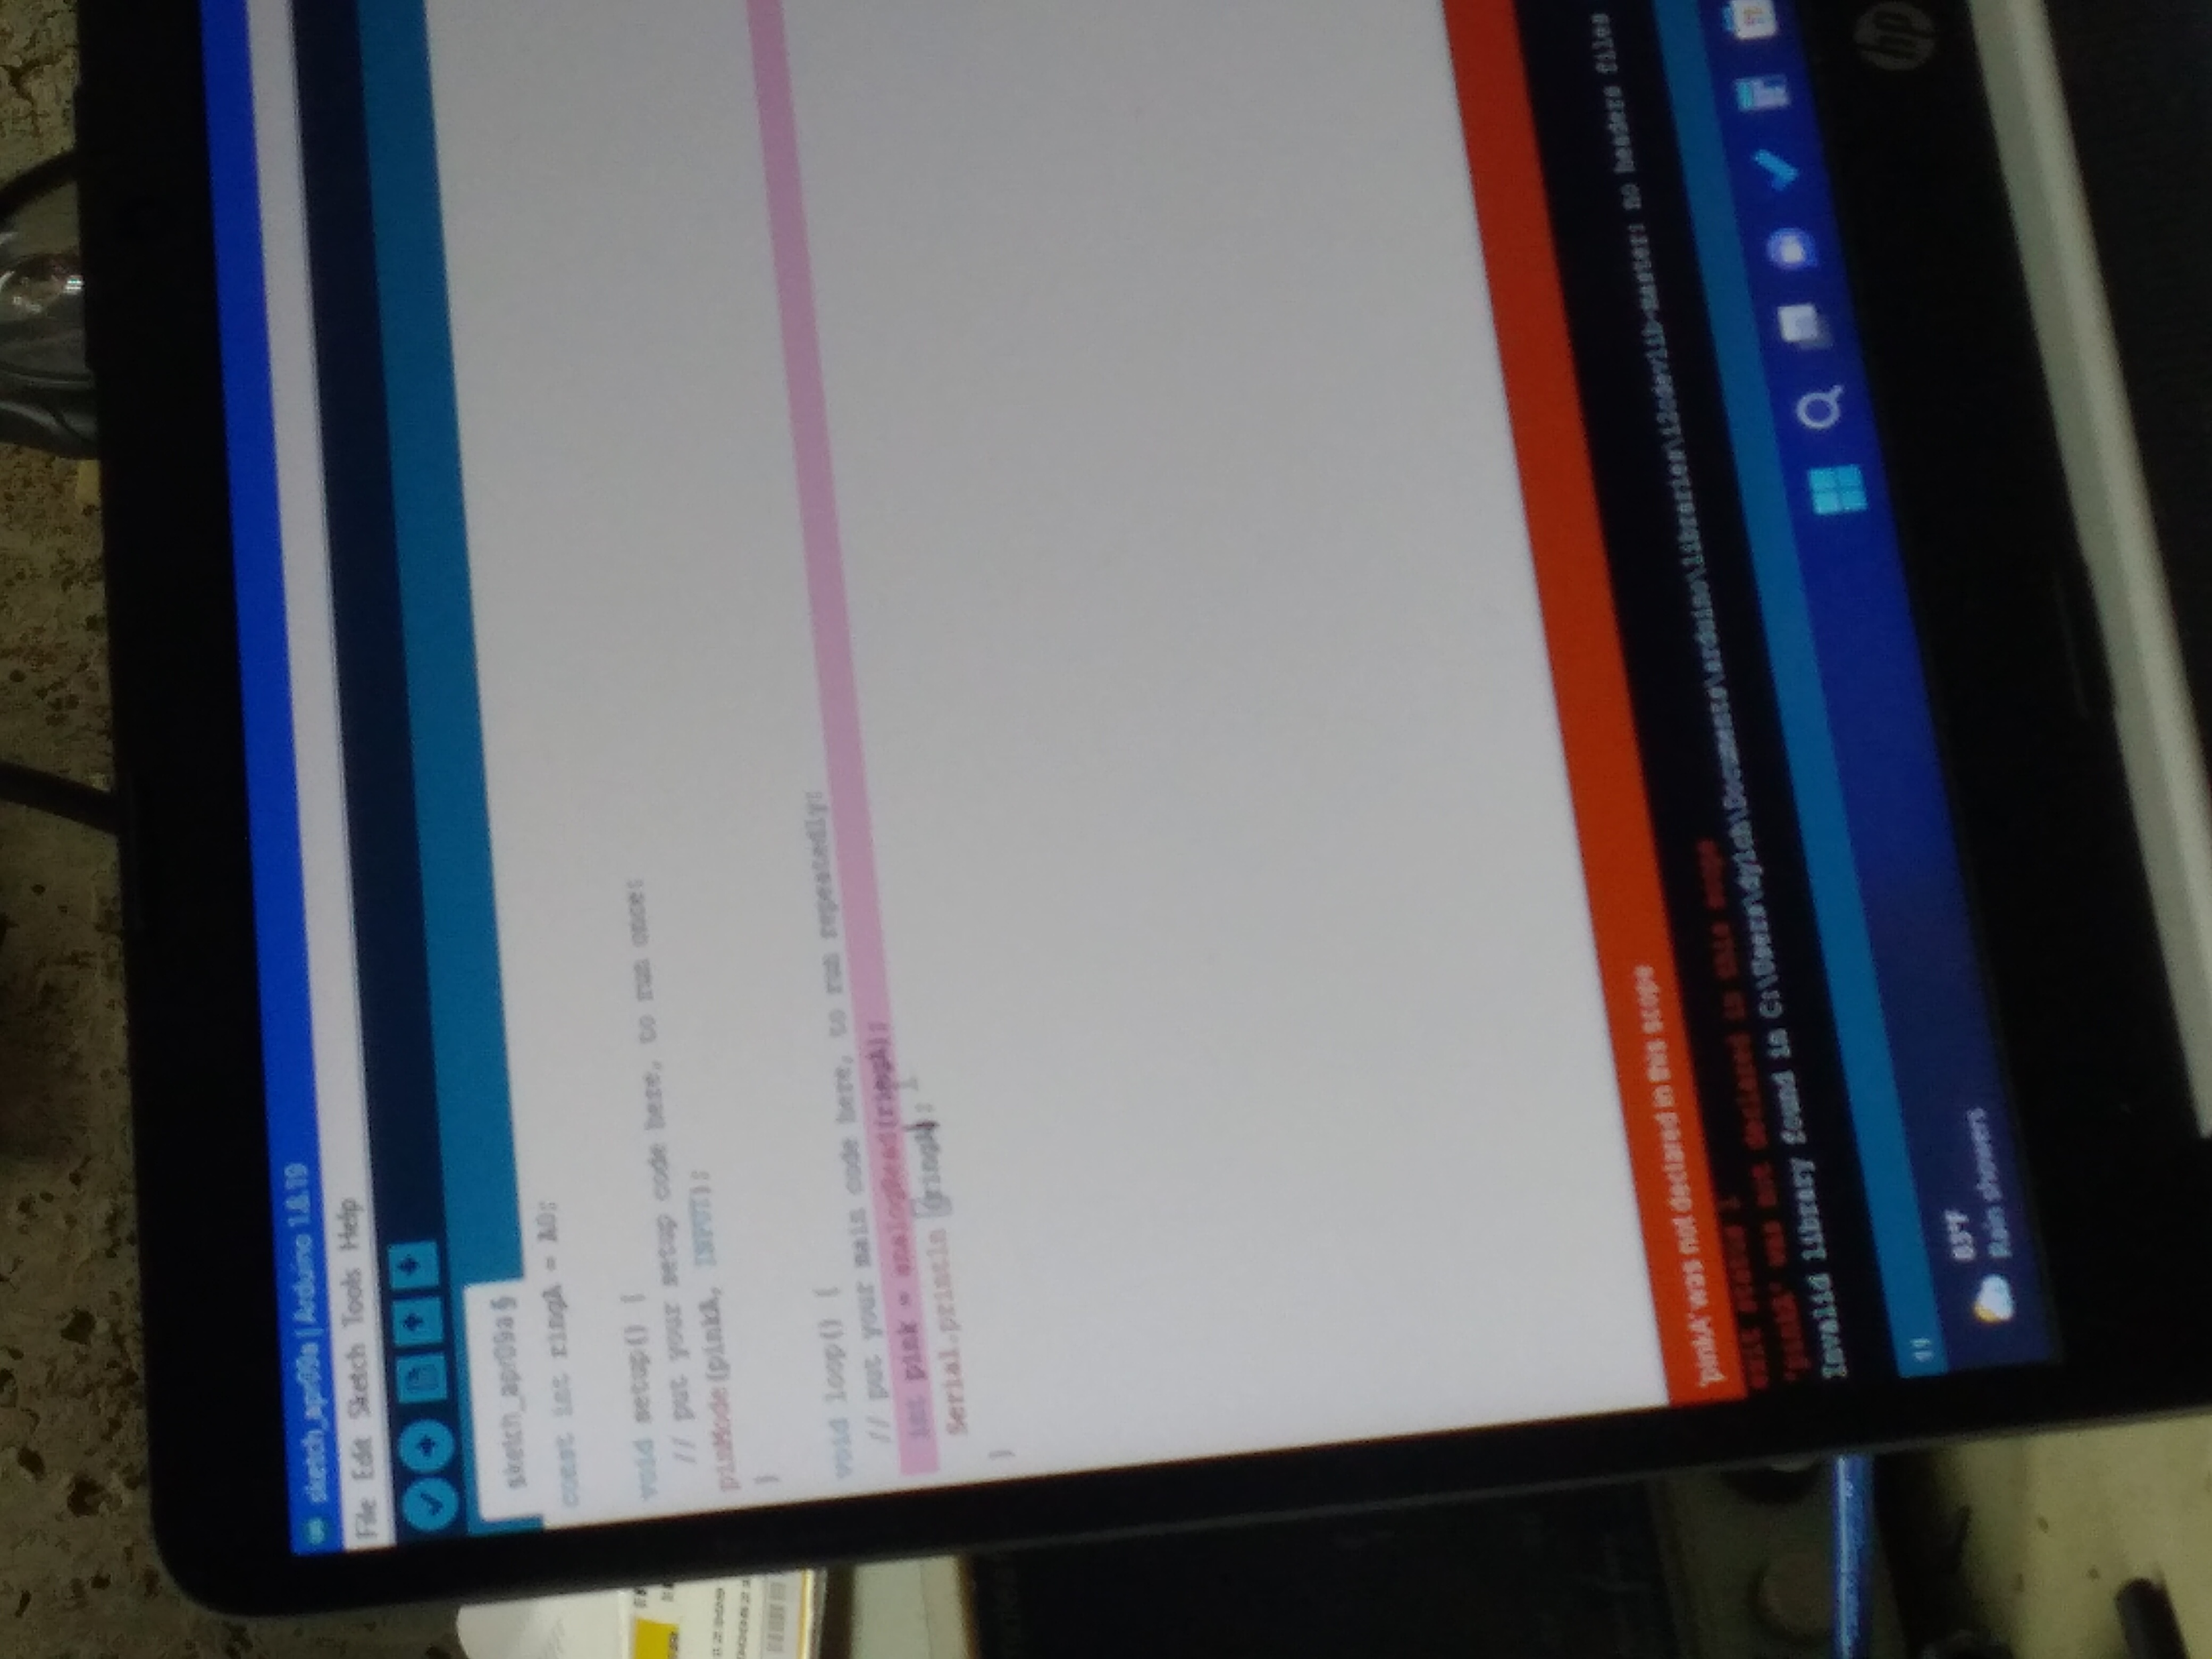 sketch_apr09a | Arduino 1.8.19
File Edit Sketch Tools Help
sketch_apr09a §
const int ringA = A0;
void setup() {
// put your setup code here, to run once:
pinMode(pinkA, INPUT);
}
void loop() {
// put your main code here, to run repeatedly:
int pink = analogRead(ringA);
Serial.println (ringA);
}
'pinkA' was not declared in this scope
exit status 1
'pinkA' was not declared in this scope
Invalid library found in C:\Users\dylch\Documents\arduino\libraries\i2cdevlib-master: no headers files
11
83°F
Rain showers
hp